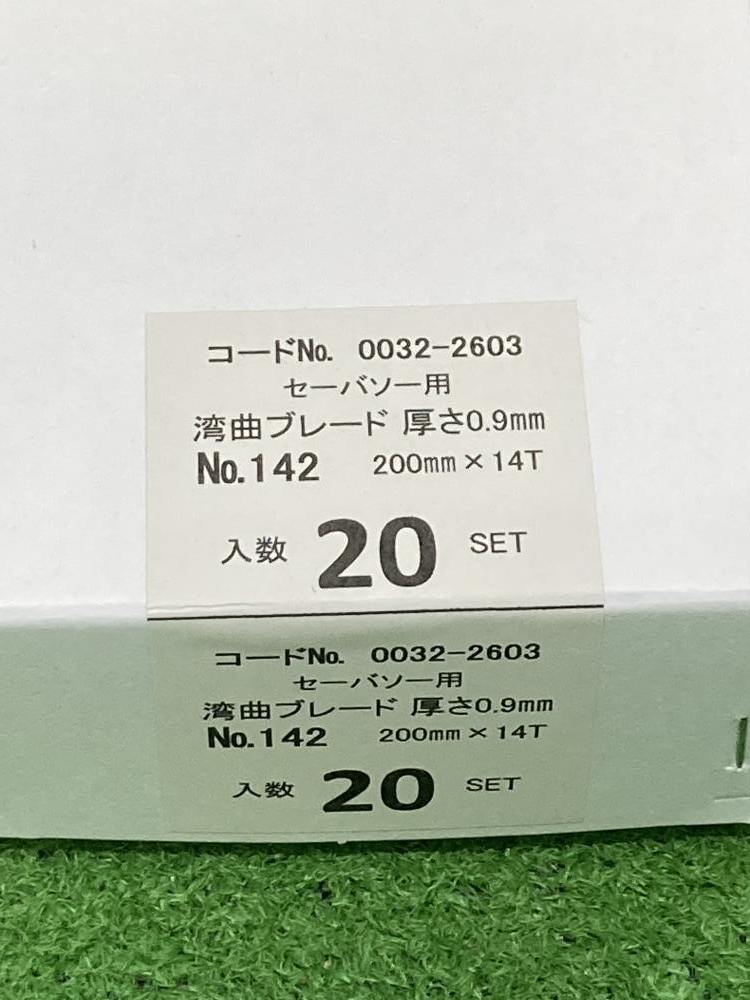 コードNo. 0032-2603
セーバソー用
湾曲ブレード 厚さ0.9mm
No.142 200mm×14T
入数 20 SET
コードNo. 0032-2603
セーバソー用
湾曲ブレード 厚さ0.9mm
No.142 200mm×14T
入数 20 SET